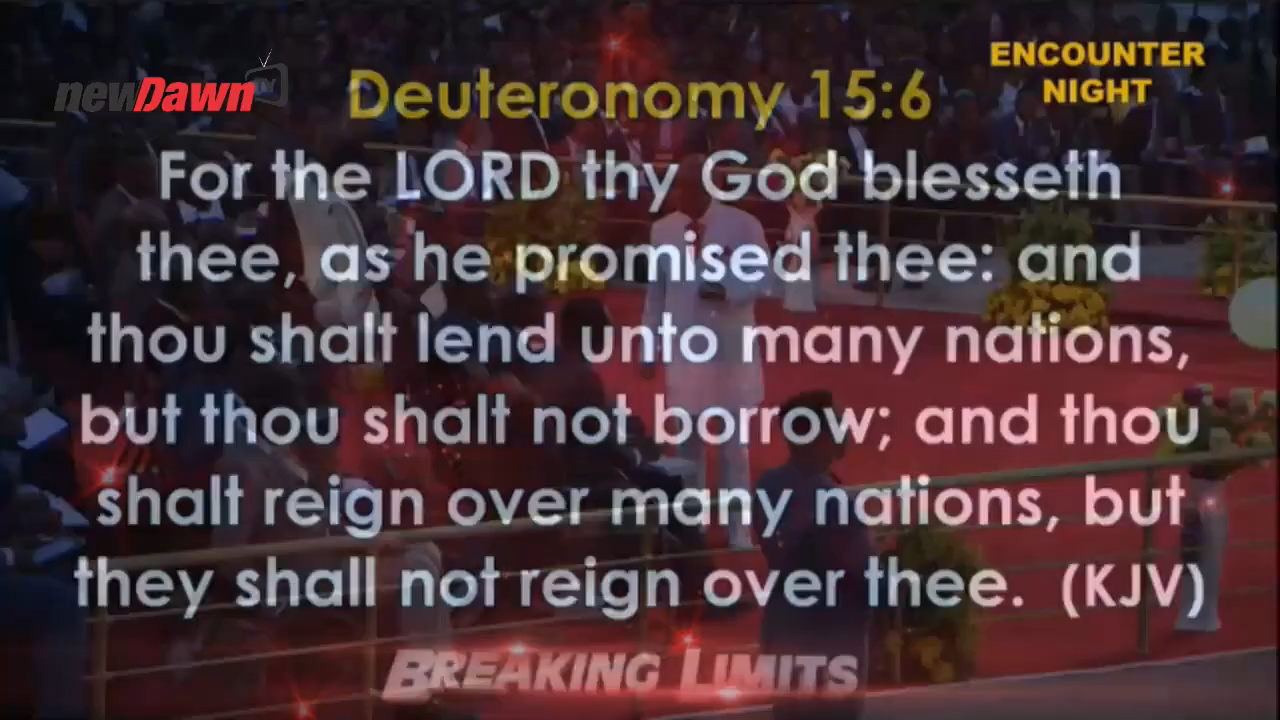 newDawn
ENCOUNTER
NIGHT
Deuteronomy 15:6
For the LORD thy God blesseth
thee, as he promised thee: and
thou shalt lend unto many nations,
but thou shalt not borrow; and thou
shalt reign over many nations, but
they shall not reign over thee. (KJV)
BREAKING LIMITS